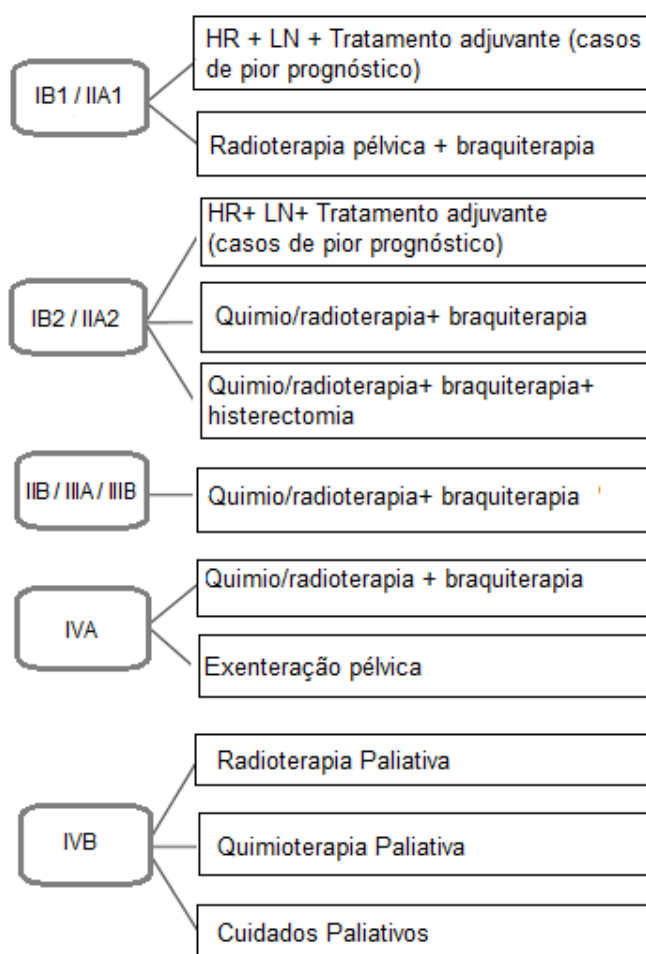 HR + LN + Tratamento adjuvante (casos
de pior prognóstico)
IB1 / IIA1
Radioterapia pélvica + braquiterapia
HR+ LN+ Tratamento adjuvante
(casos de pior prognóstico)
IB2 / IIA2
Quimio/radioterapia+ braquiterapia
Quimio/radioterapia+ braquiterapia+
histerectomia
IIB / IIIA / IIIB
Quimio/radioterapia+ braquiterapia
Quimio/radioterapia + braquiterapia
IVA
Exenteração pélvica
Radioterapia Paliativa
IVB
Quimioterapia Paliativa
Cuidados Paliativos